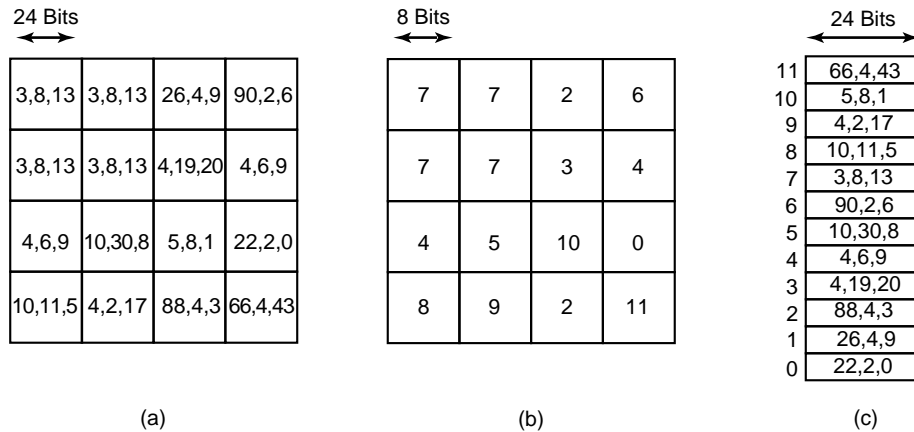 24 Bits
3,8,13 3,8,13 26,4,9 90,2,6
3,8,13 3,8,13 4,19,20 4,6,9
4,6,9 10,30,8 5,8,1 22,2,0
10,11,5 4,2,17 88,4,3 66,4,43
(a)
8 Bits
7 7 2 6
7 7 3 4
4 5 10 0
8 9 2 11
(b)
24 Bits
11 66,4,43
10 5,8,1
9 4,2,17
8 10,11,5
7 3,8,13
6 90,2,6
5 10,30,8
4 4,6,9
3 4,19,20
2 88,4,3
1 26,4,9
0 22,2,0
(c)